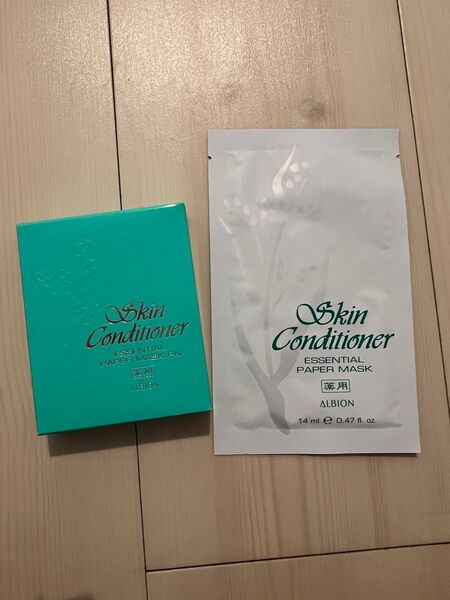 Skin
Conditioner
ESSENTIAL
PAPER MASK PN
薬用
ALBION
Skin
Conditioner
ESSENTIAL
PAPER MASK
薬用
ALBION
14 ml ℮ 0.47 fl. oz.